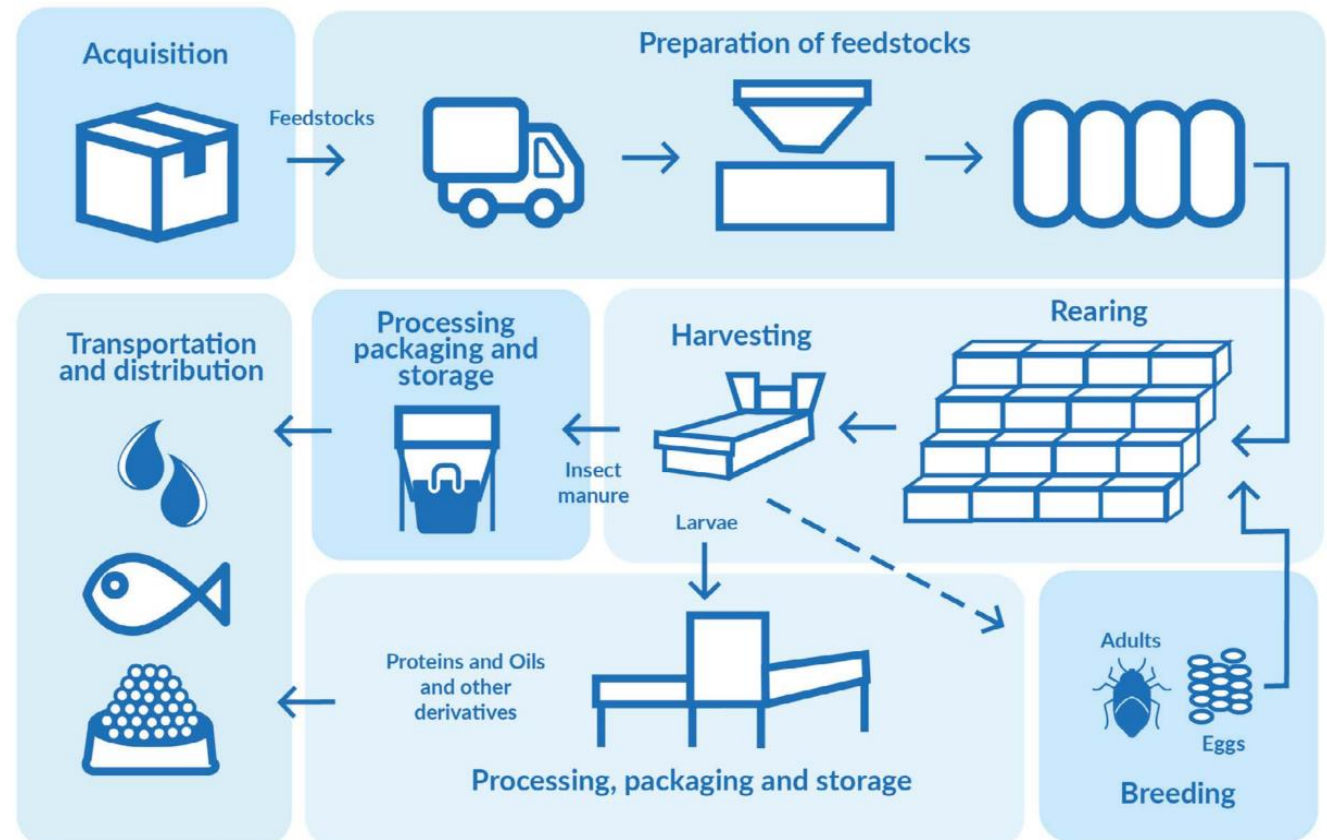 Acquisition
Feedstocks
Preparation of feedstocks
Transportation
and distribution
Processing
packaging and
storage
Harvesting
Rearing
Insect
manure
Larvae
Proteins and Oils
and other
derivatives
Processing, packaging and storage
Adults
Eggs
Breeding